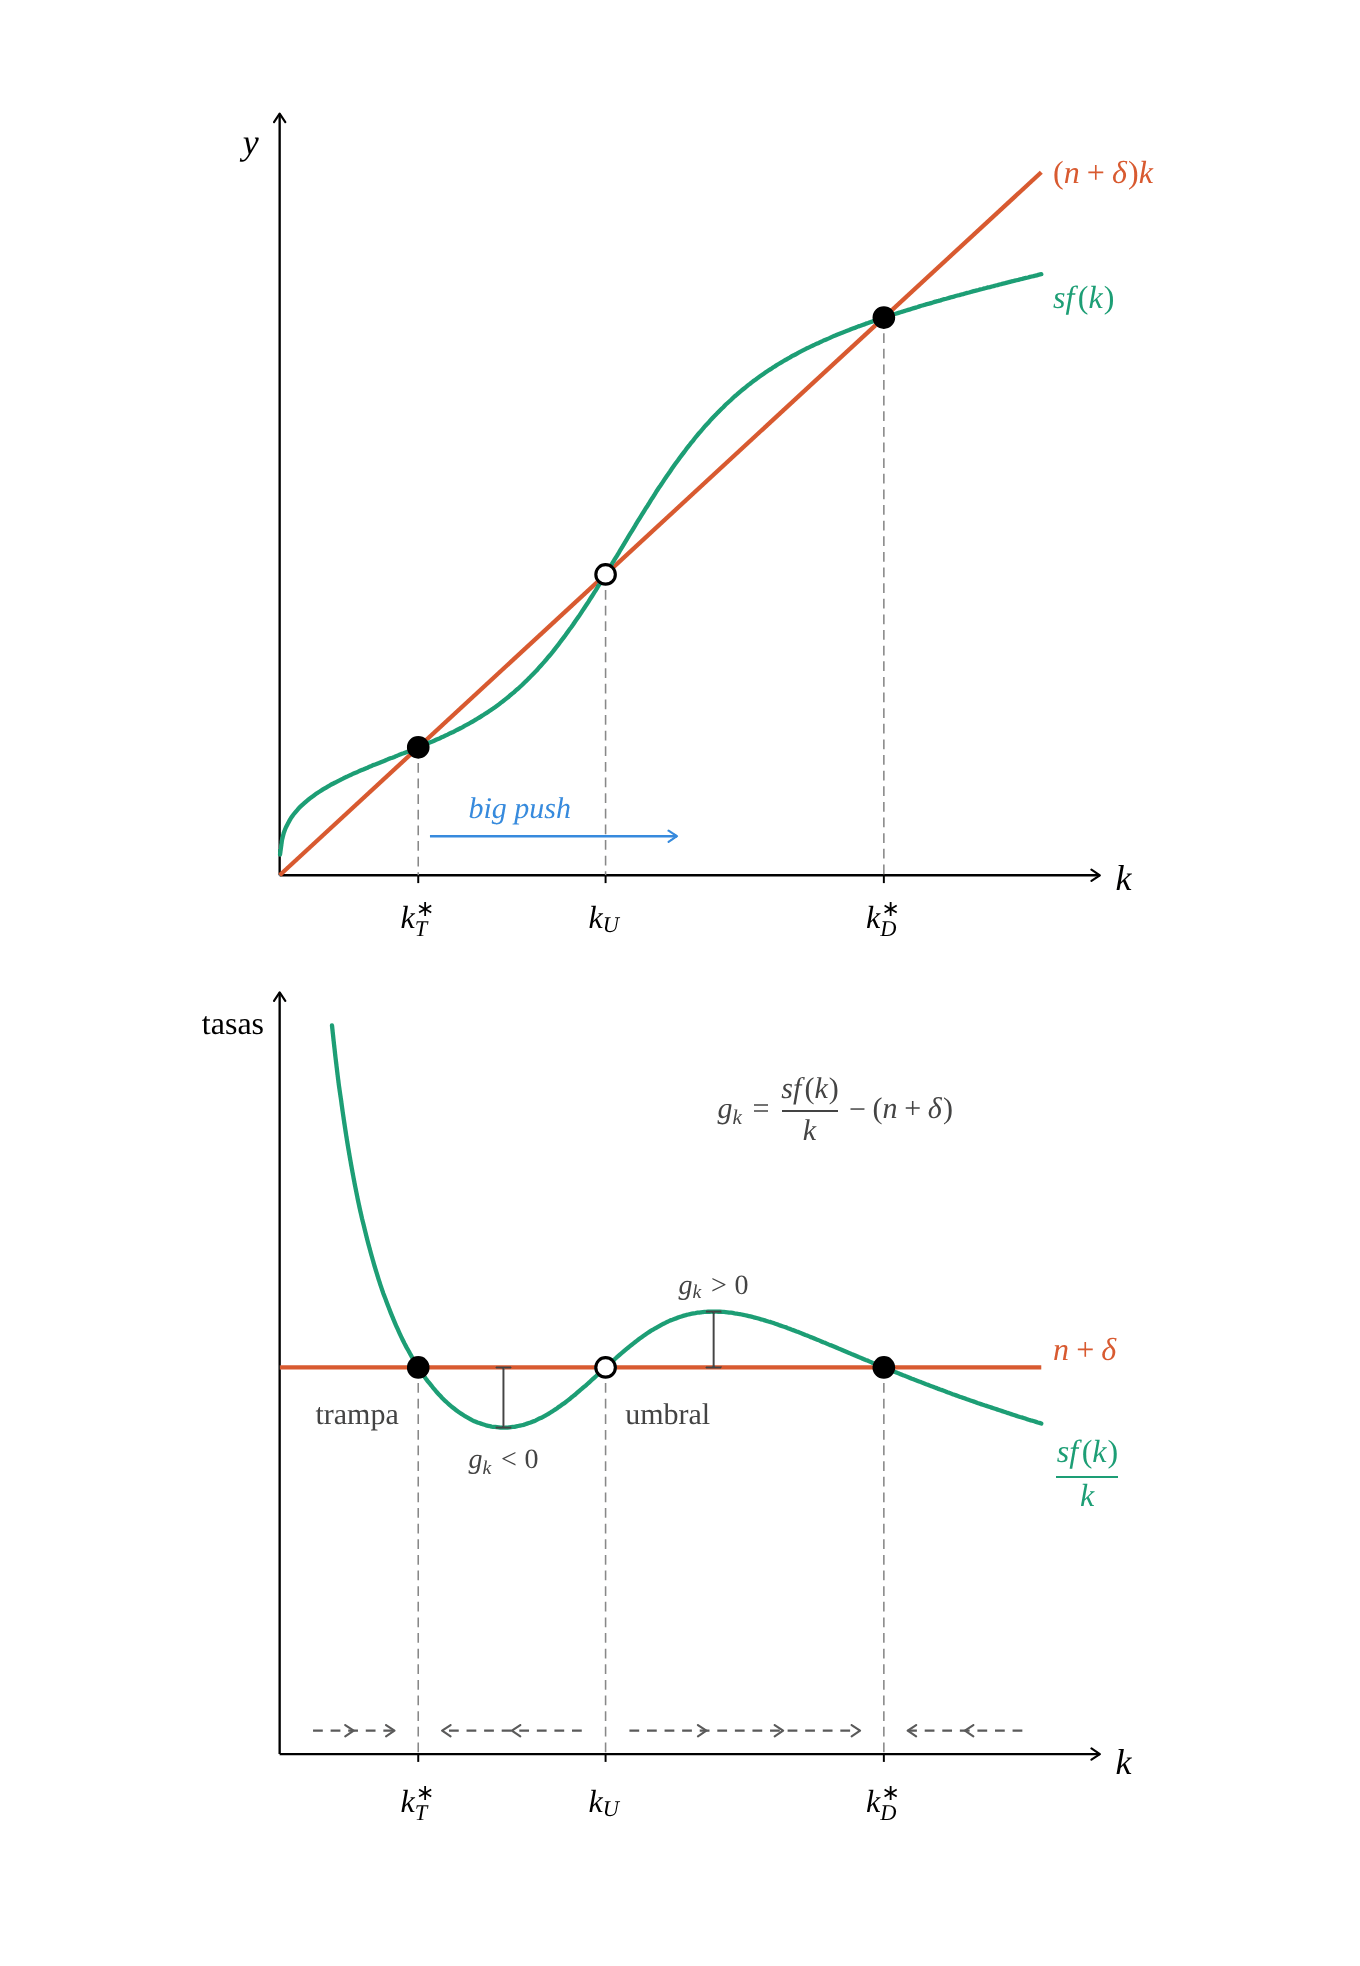 y
(n + δ)k
sf(k)
big push
k
k*T kU k*D
tasas
gk = sf(k)/k − (n + δ)
gk > 0
n + δ
trampa umbral
gk < 0
sf(k)/k
k
k*T kU k*D